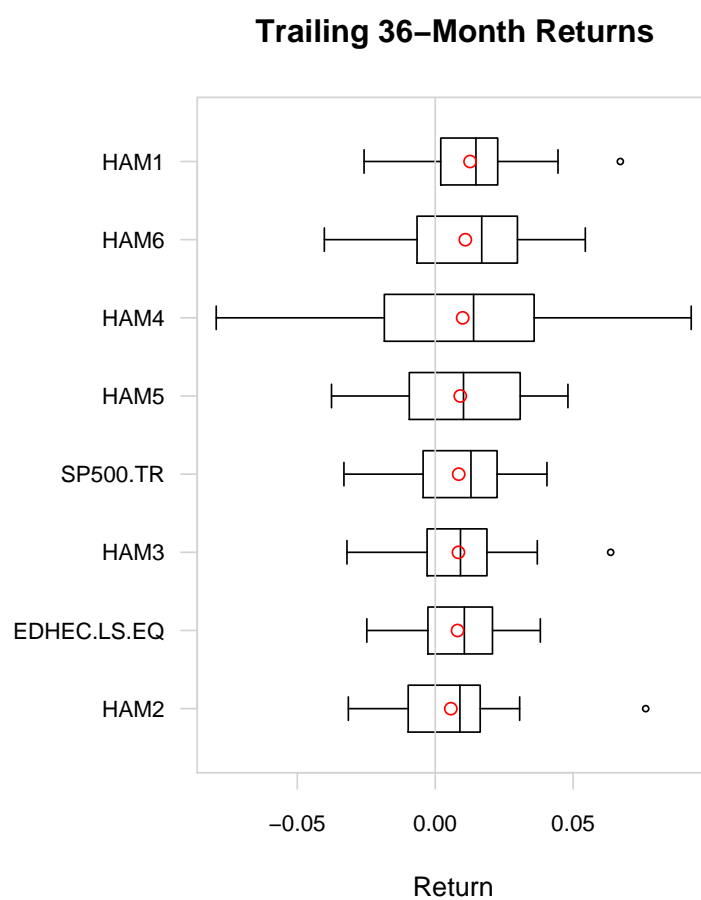 Trailing 36−Month Returns
HAM1
HAM6
HAM4
HAM5
SP500.TR
HAM3
EDHEC.LS.EQ
HAM2
−0.05 0.00 0.05
Return